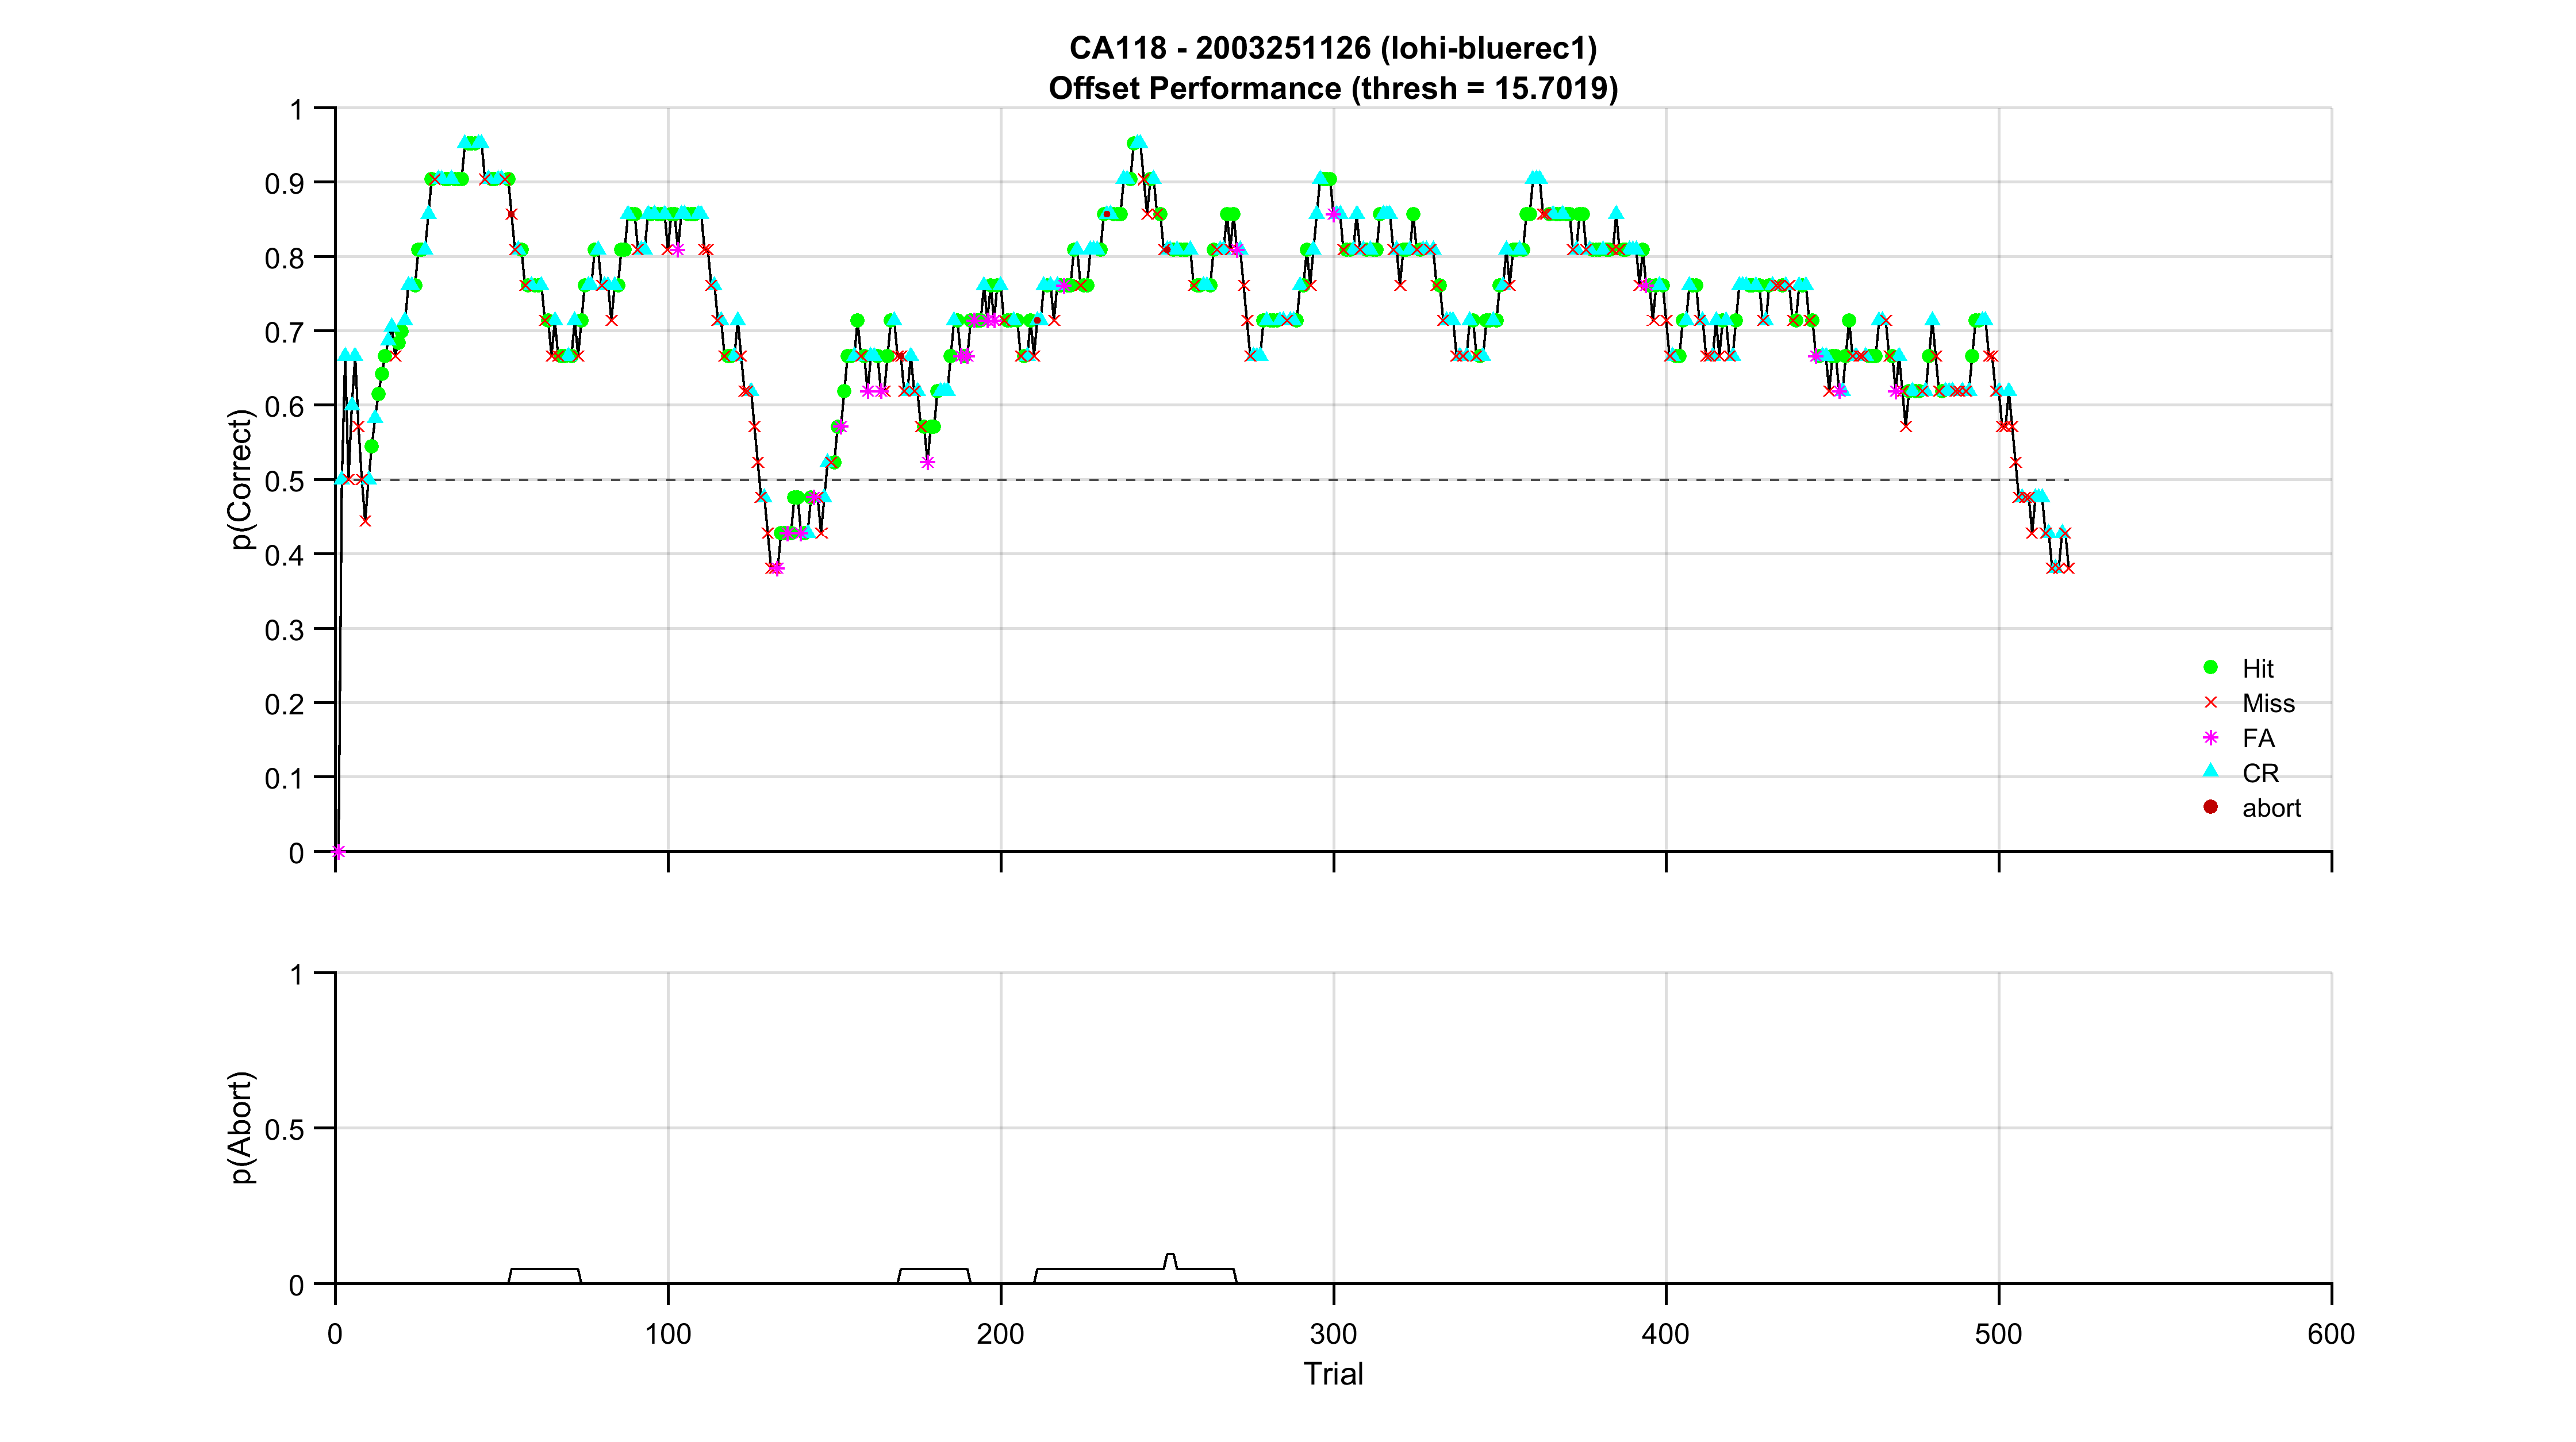 CA118 - 2003251126 (lohi-bluerec1)
Offset Performance (thresh = 15.7019)
1
0.9
0.8
0.7
0.6
0.5
0.4
0.3
0.2
0.1
0
p(Correct)
Hit
Miss
FA
CR
abort
1
0.5
0
p(Abort)
0 100 200 300 400 500 600
Trial